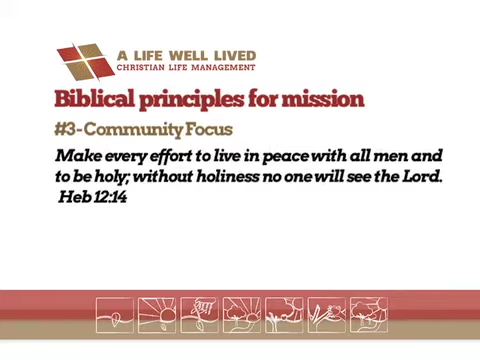 A LIFE WELL LIVED
CHRISTIAN LIFE MANAGEMENT
Biblical principles for mission
#3-Community Focus
Make every effort to live in peace with all men and
to be holy; without holiness no one will see the Lord.
Heb 12:14